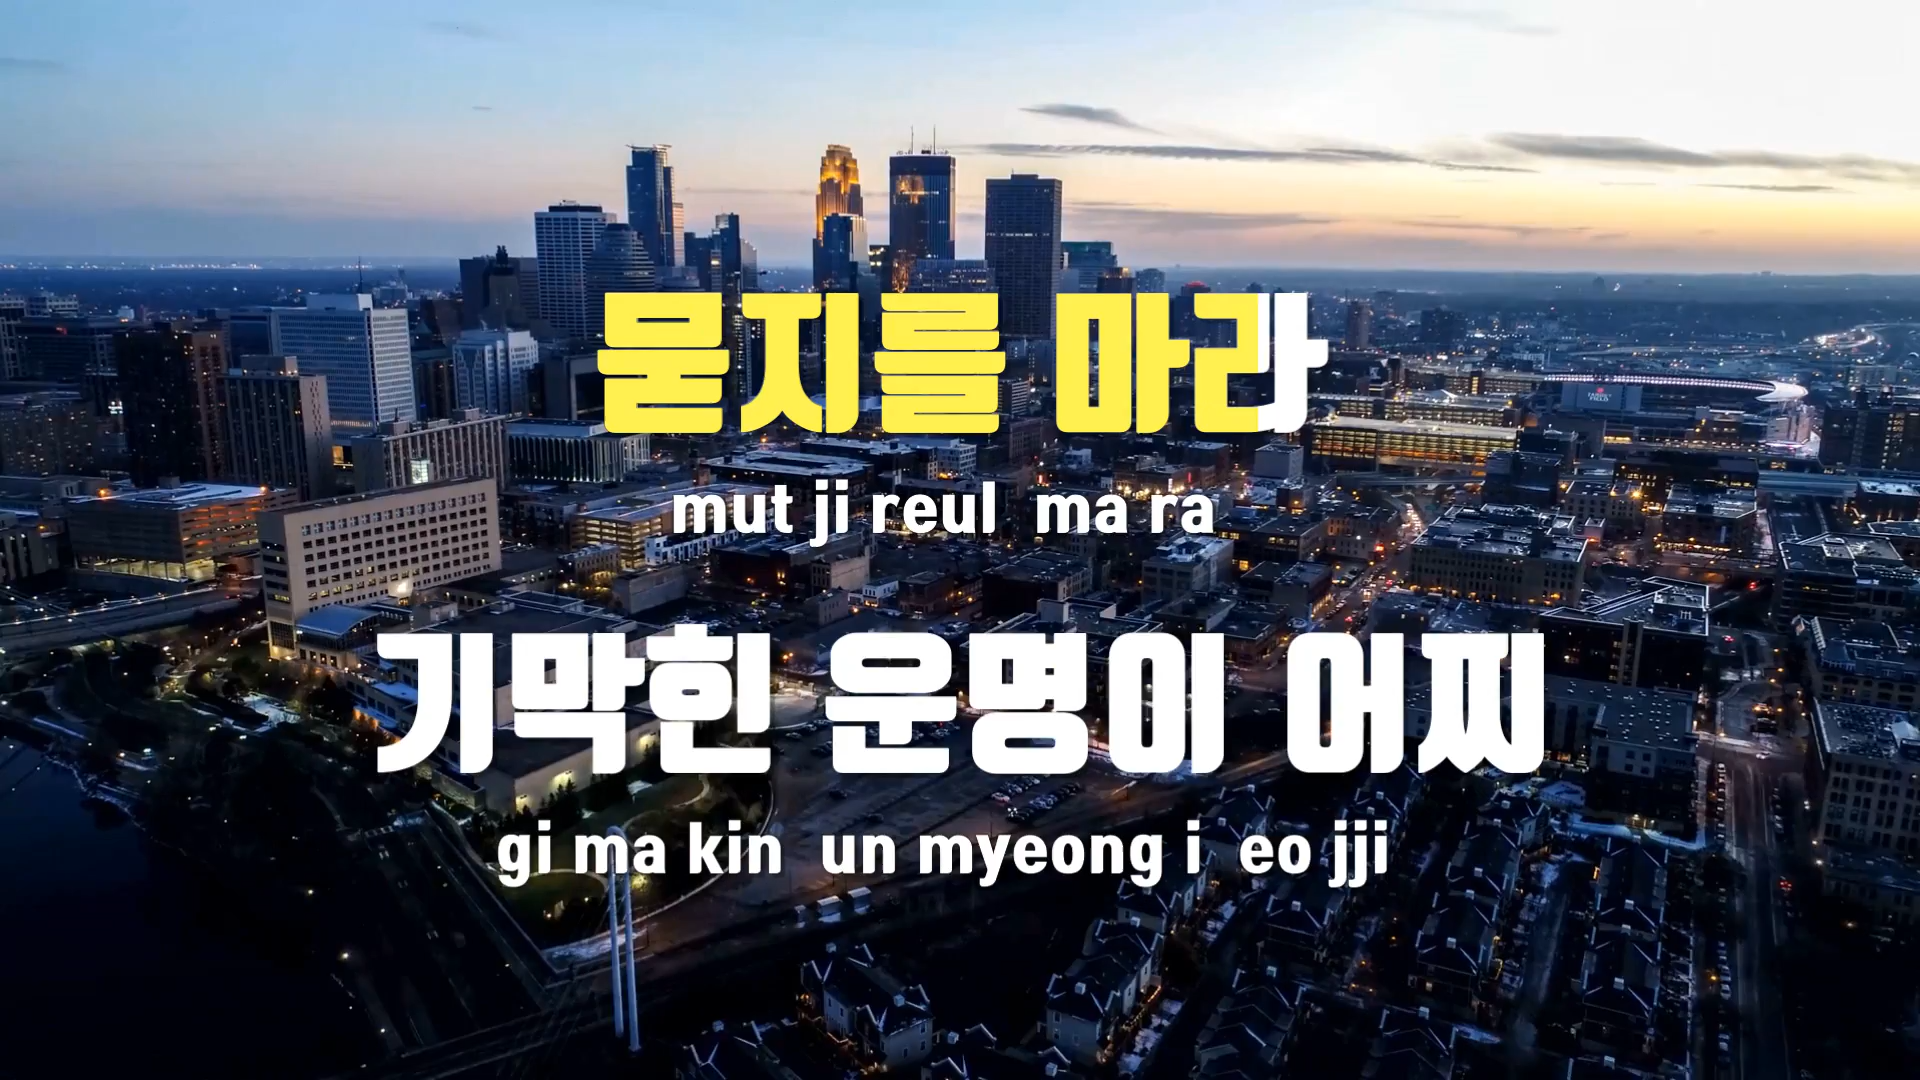 묻지를 마라
mut ji reul  ma ra
기막힌 운명이 어찌
gi ma kin  un myeong i  eo jji